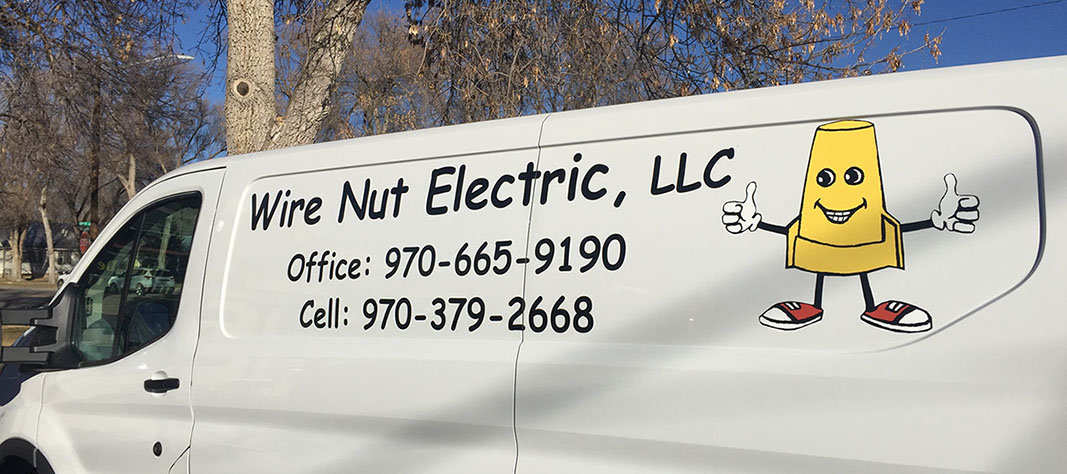 Wire Nut Electric, LLC
Office: 970-665-9190
Cell: 970-379-2668